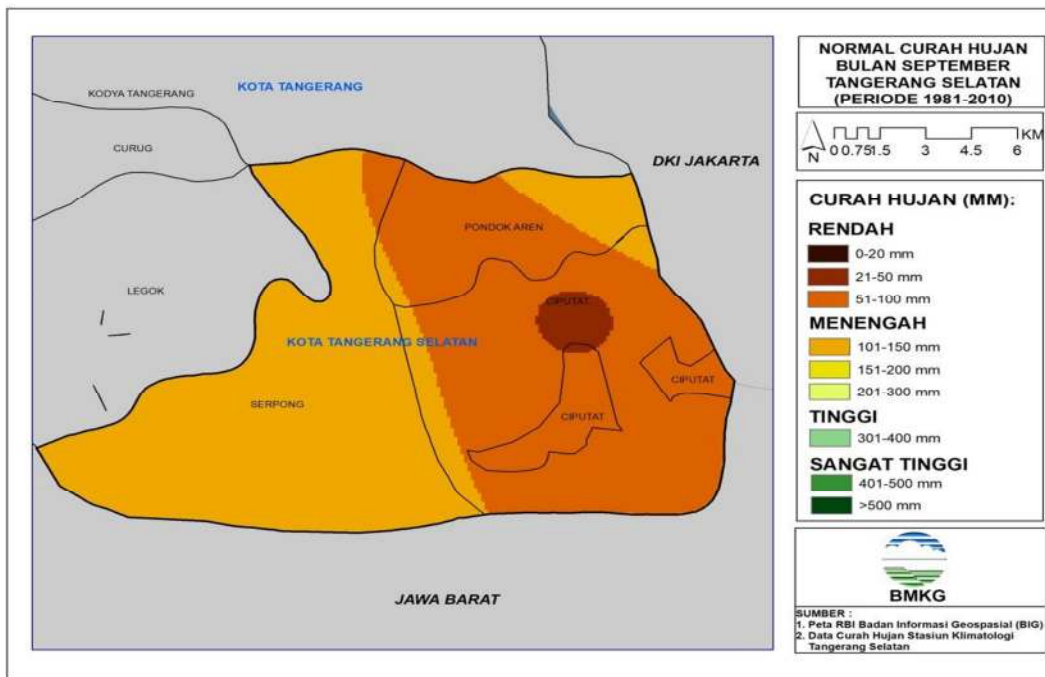 KOTA TANGERANG
KODYA TANGERANG
CURUG
DKI JAKARTA
PONDOK AREN
LEGOK
CIPUTAT
KOTA TANGERANG SELATAN
CIPUTAT
SERPONG
CIPUTAT
JAWA BARAT
NORMAL CURAH HUJAN
BULAN SEPTEMBER
TANGERANG SELATAN
(PERIODE 1981-2010)
N
KM
0 0.75 1.5 3 4.5 6
CURAH HUJAN (MM):
RENDAH
0-20 mm
21-50 mm
51-100 mm
MENENGAH
101-150 mm
151-200 mm
201-300 mm
TINGGI
301-400 mm
SANGAT TINGGI
401-500 mm
>500 mm
BMKG
SUMBER :
1. Peta RBI Badan Informasi Geospasial (BIG)
2. Data Curah Hujan Stasiun Klimatologi
Tangerang Selatan